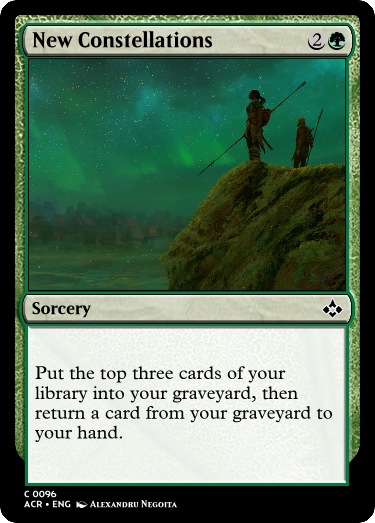 New Constellations 2
Sorcery
Put the top three cards of your
library into your graveyard, then
return a card from your graveyard to
your hand.
C 0096
ACR • ENG Alexandru Negoita